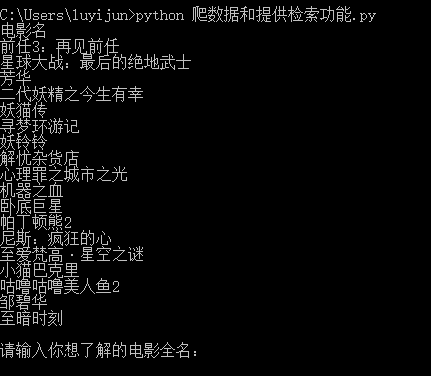 C:\Users\luyijun>python 爬数据和提供检索功能.py
电影名
前任3：再见前任
星球大战：最后的绝地武士
芳华
二代妖精之今生有幸
妖猫传
寻梦环游记
妖铃铃
解忧杂货店
心理罪之城市之光
机器之血
卧底巨星
帕丁顿熊2
尼斯：疯狂的心
至爱梵高·星空之谜
小猫巴克里
咕噜咕噜美人鱼2
邹碧华
至暗时刻
请输入你想了解的电影全名：